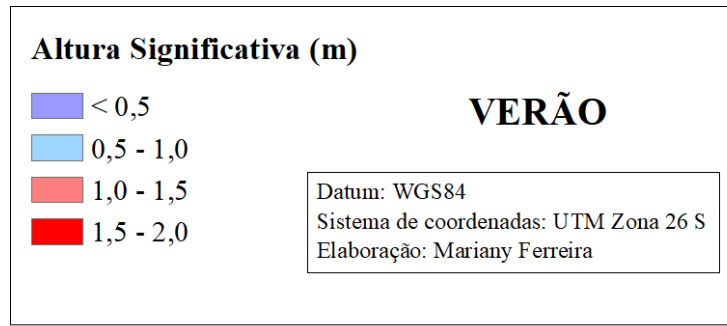 Altura Significativa (m)
< 0,5
0,5 - 1,0
1,0 - 1,5
1,5 - 2,0
VERÃO
Datum: WGS84
Sistema de coordenadas: UTM Zona 26 S
Elaboração: Mariany Ferreira